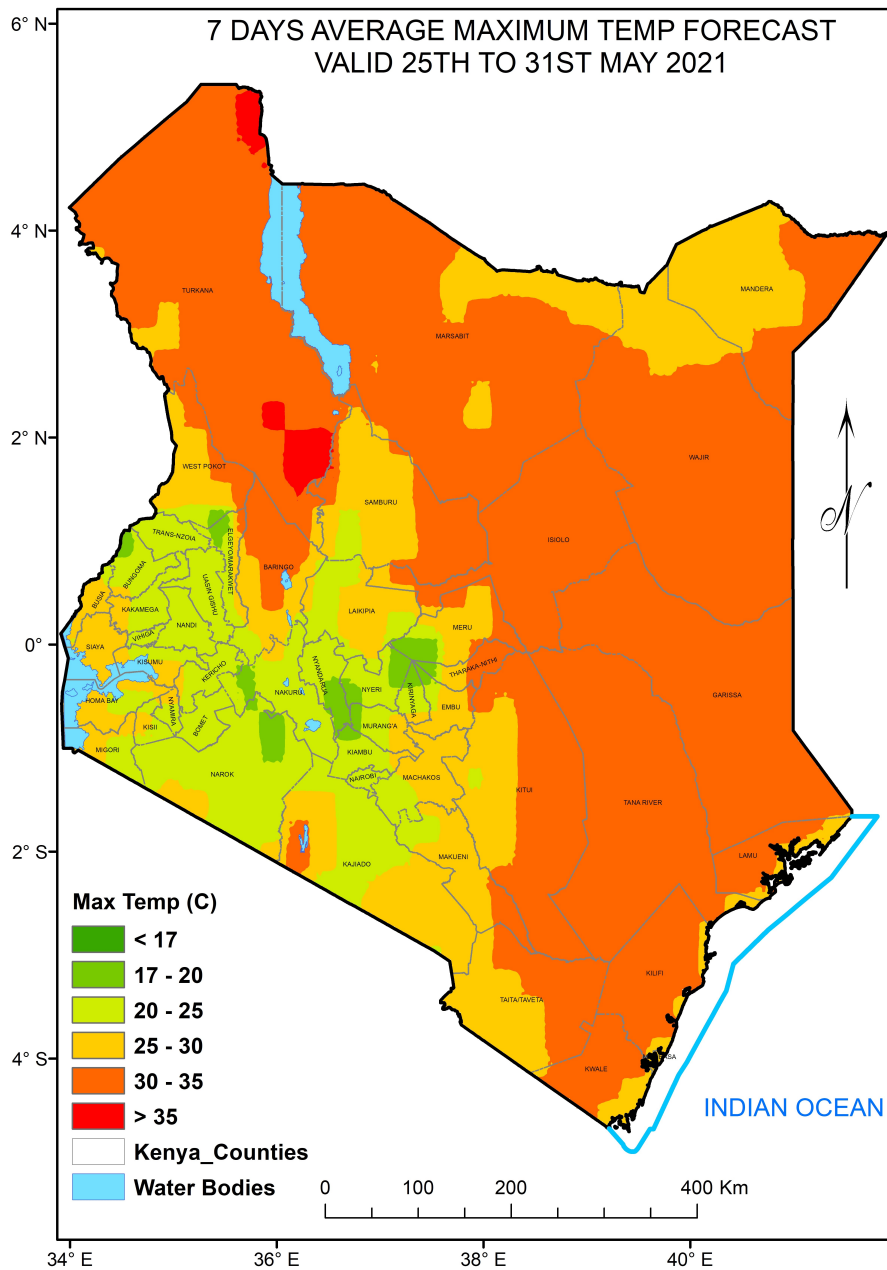 7 DAYS AVERAGE MAXIMUM TEMP FORECAST
VALID 25TH TO 31ST MAY 2021
6° N
4° N
2° N
0°
2° S
4° S
TURKANA
MANDERA
MARSABIT
WAJIR
WEST POKOT
SAMBURU
TRANS-NZOIA
ELGEYO/MARAKWET
ISIOLO
BUNGOMA
BARINGO
UASIN GISHU
BUSIA
KAKAMEGA
LAIKIPIA
NANDI
MERU
VIHIGA
SIAYA
KISUMU
THARAKA-NITHI
KERICHO
NYANDARUA
NYERI
NAKURU
GARISSA
HOMA BAY
KIRINYAGA
EMBU
NYAMIRA
KISII
BOMET
MURANG'A
MIGORI
KIAMBU
NAROK
NAIROBI
MACHAKOS
KITUI
TANA RIVER
LAMU
MAKUENI
KAJIADO
KILIFI
TAITA/TAVETA
KWALE
N
Max Temp (C)
< 17
17 - 20
20 - 25
25 - 30
30 - 35
> 35
Kenya_Counties
Water Bodies
INDIAN OCEAN
0 100 200 400 Km
34° E 36° E 38° E 40° E